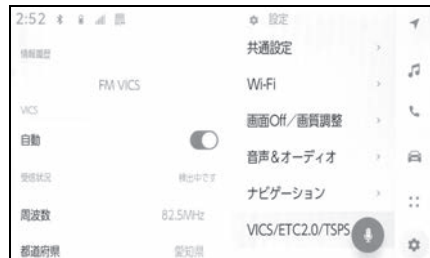 2:52
情報履歴
FM VICS
VICS
自動
受信状況 検出中です
周波数 82.5MHz
都道府県 愛知県
設定
共通設定
Wi-Fi
画面Off/画質調整
音声&オーディオ
ナビゲーション
VICS/ETC2.0/TSPS